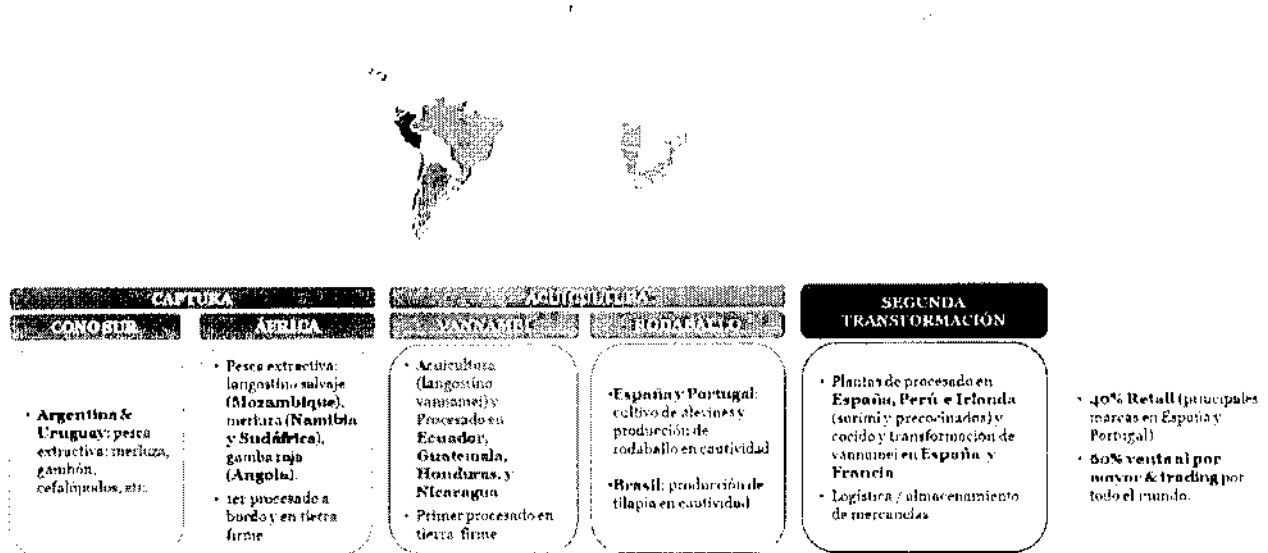 CAPTURA
CONO SUR
ÁFRICA
• Argentina &
Uruguay: pesca
extractiva: merluza,
gambón,
cefalópodos, etc.
• Pesca extractiva:
langostino salvaje
(Mozambique),
merluza (Namibia
y Sudáfrica),
gamba roja
(Angola).
• 1er procesado a
bordo y en tierra
firme
ACUICULTURA
VANNAMEI
RODABALLO
• Acuicultura
(langostino
vannamei) y
Procesado en
Ecuador,
Guatemala,
Honduras, y
Nicaragua
• Primer procesado en
tierra firme
•España y Portugal:
cultivo de alevines y
producción de
rodaballo en cautividad
•Brasil: producción de
tilapia en cautividad
SEGUNDA
TRANSFORMACIÓN
• Plantas de procesado en
España, Perú e Irlanda
(surimi y precocinados) y
cocido y transformación de
vannamei en España y
Francia
• Logística / almacenamiento
de mercancías
• 40% Retail (principales
marcas en España y
Portugal)
• 60% venta al por
mayor & trading por
todo el mundo.